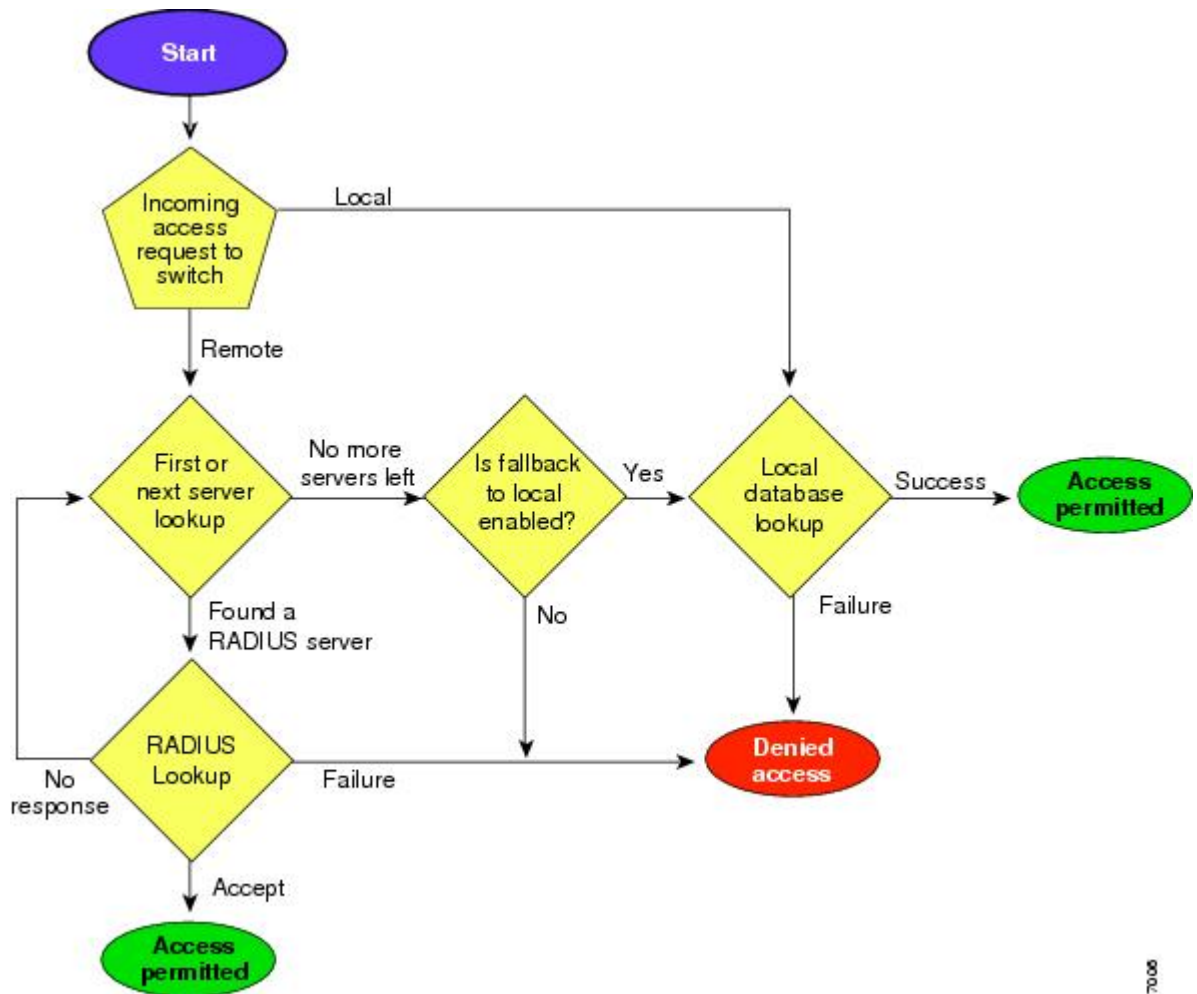 Start
Incoming
access
request to
switch
Local
Remote
First or
next server
lookup
No more
servers left
Is fallback
to local
enabled?
Yes
Local
database
lookup
Success
Access
permitted
Found a
RADIUS server
No
Failure
RADIUS
Lookup
No
response
Failure
Denied
access
Accept
Access
permitted